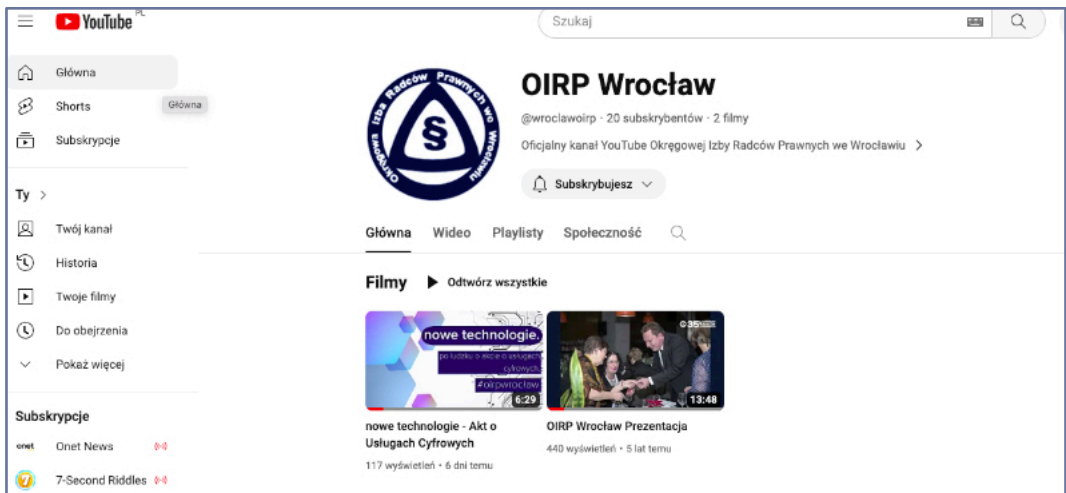 YouTube PL
Szukaj
Główna
Shorts
Główna
Subskrypcje
Ty
Twój kanał
Historia
Twoje filmy
Do obejrzenia
Pokaż więcej
Subskrypcje
onet Onet News
7 7-Second Riddles
Okręgowa Izba Radców Prawnych we Wrocławiu
§
OIRP Wrocław
@wroclawoirp · 20 subskrybentów · 2 filmy
Oficjalny kanał YouTube Okręgowej Izby Radców Prawnych we Wrocławiu
Subskrybujesz
Główna Wideo Playlisty Społeczność
Filmy Odtwórz wszystkie
nowe technologie.
po ludzku o akcie o usługach
cyfrowych
#oirpwrocław
6:29
35
13:48
nowe technologie - Akt o
Usługach Cyfrowych
117 wyświetleń • 6 dni temu
OIRP Wrocław Prezentacja
440 wyświetleń • 5 lat temu